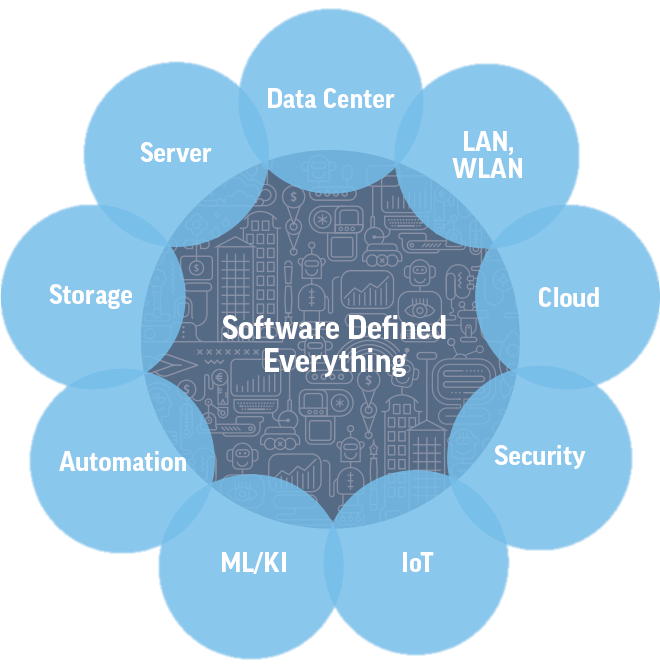 Data Center
LAN,
WLAN
Server
Cloud
Storage
Software Defined
Everything
Security
Automation
ML/KI
IoT